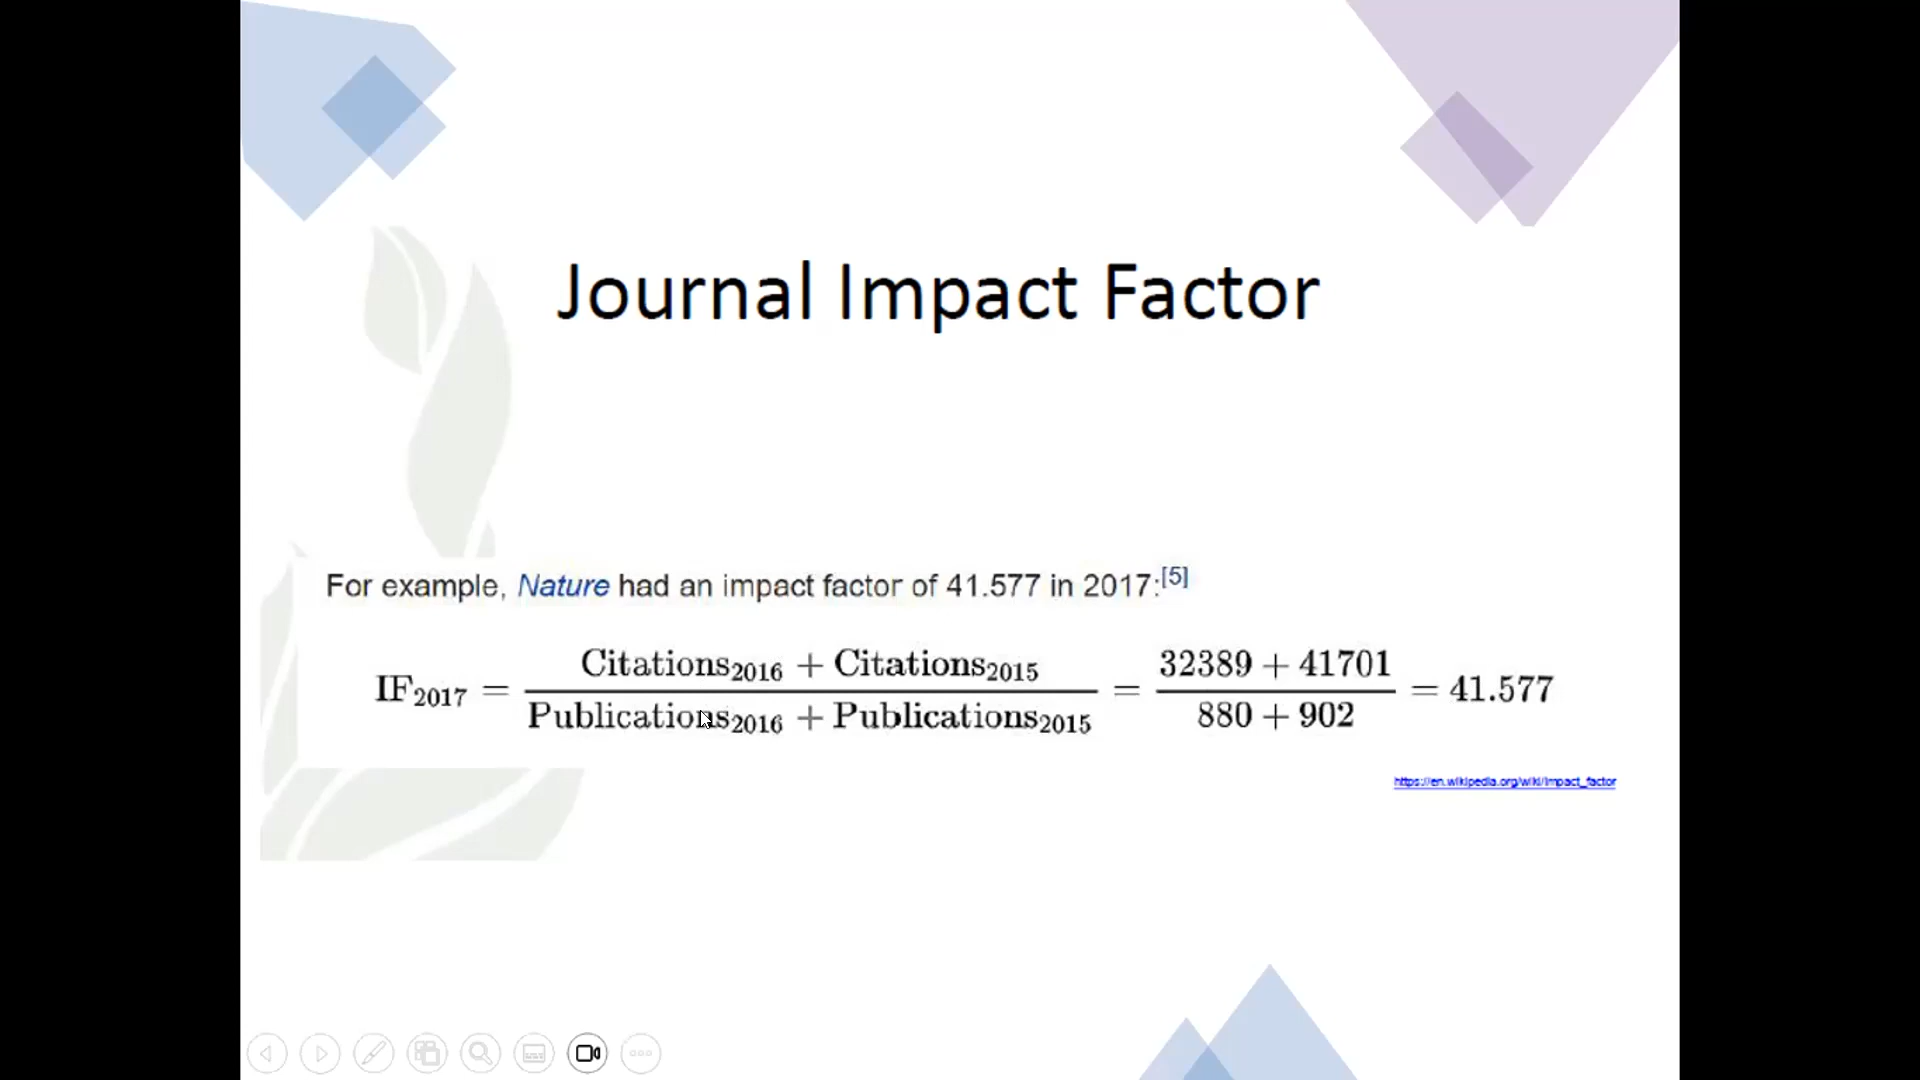 Journal Impact Factor
For example, Nature had an impact factor of 41.577 in 2017:[5]
IF2017 = (Citations2016 + Citations2015) / (Publications2016 + Publications2015) = (32389 + 41701) / (880 + 902) = 41.577
https://en.wikipedia.org/wiki/Impact_factor